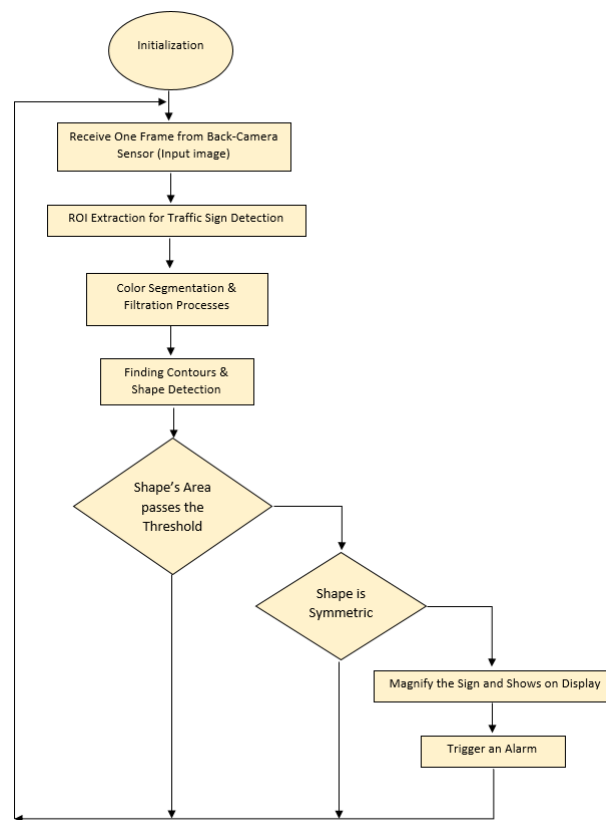 Initialization
Receive One Frame from Back-Camera
Sensor (Input image)
ROI Extraction for Traffic Sign Detection
Color Segmentation &
Filtration Processes
Finding Contours &
Shape Detection
Shape's Area
passes the
Threshold
Shape is
Symmetric
Magnify the Sign and Shows on Display
Trigger an Alarm